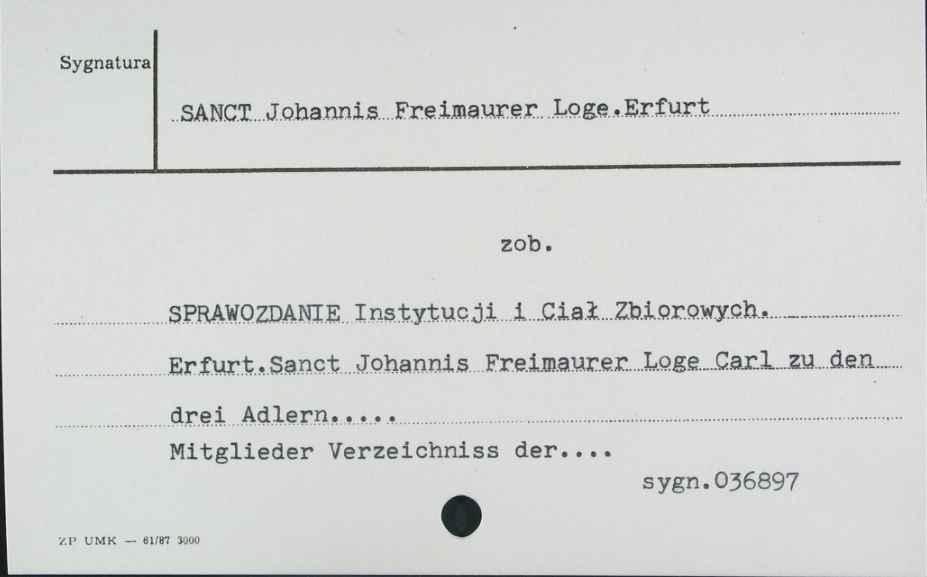 Sygnatura
SANCT Johannis Freimaurer Loge.Erfurt
zob.
SPRAWOZDANIE Instytucji i Ciał Zbiorowych.
Erfurt.Sanct Johannis Freimaurer Loge Carl zu den
drei Adlern.....
Mitglieder Verzeichniss der....
sygn.036897
ZP UMK — 61/87 3000